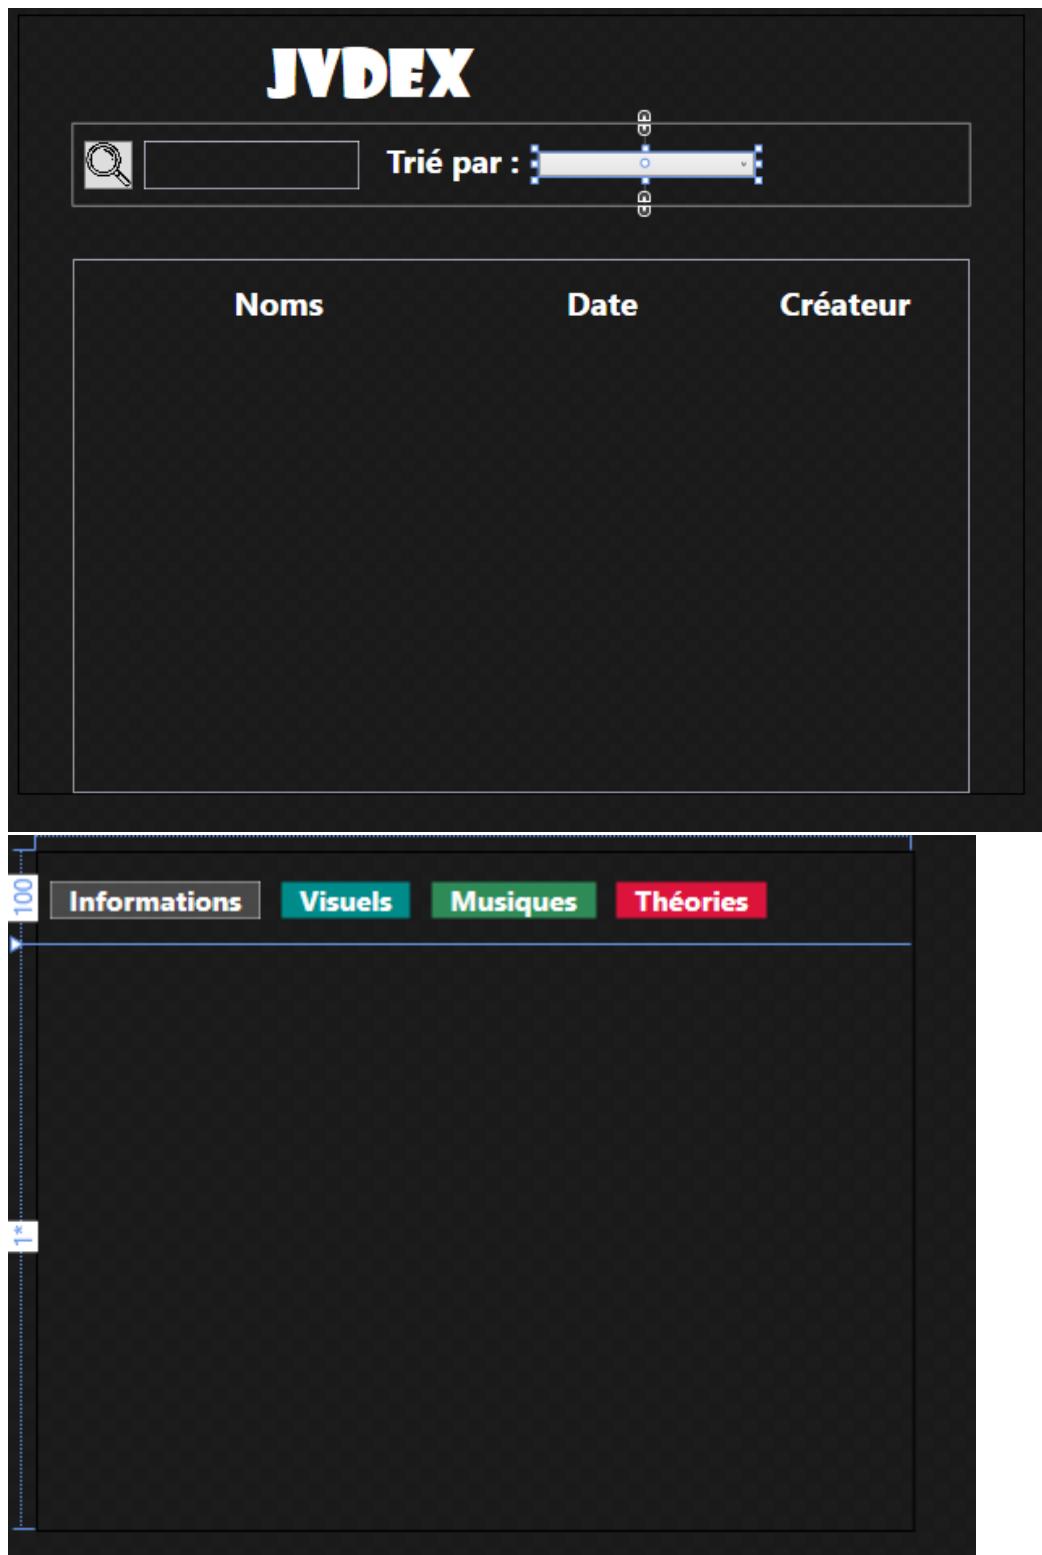 JVDEX
Trié par :
Noms Date Créateur
100
Informations Visuels Musiques Théories
1*